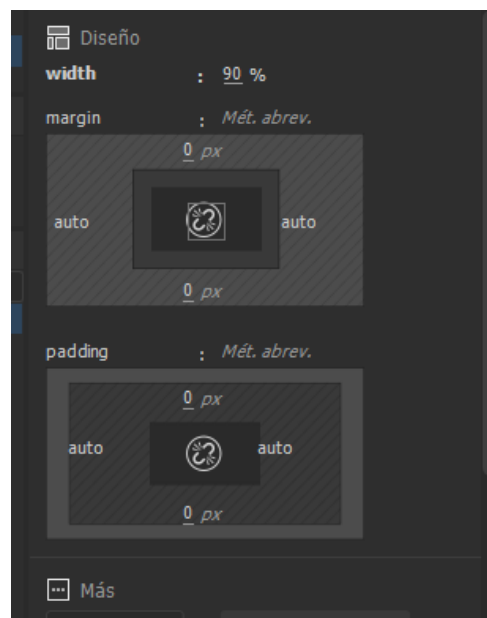 Diseño
width : 90 %
margin : Mét. abrev.
0 px
auto auto
0 px
padding : Mét. abrev.
0 px
auto auto
0 px
Más